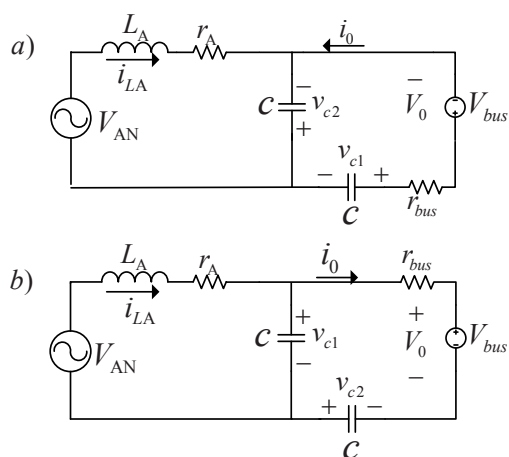 a)
L_A r_A i_0
i_LA
− −
C v_c2 V_0 V_bus
V_AN +
v_c1
− +
C r_bus
b)
L_A r_A i_0 r_bus
i_LA
+ +
C v_c1 V_0 V_bus
V_AN − −
v_c2
+ −
C